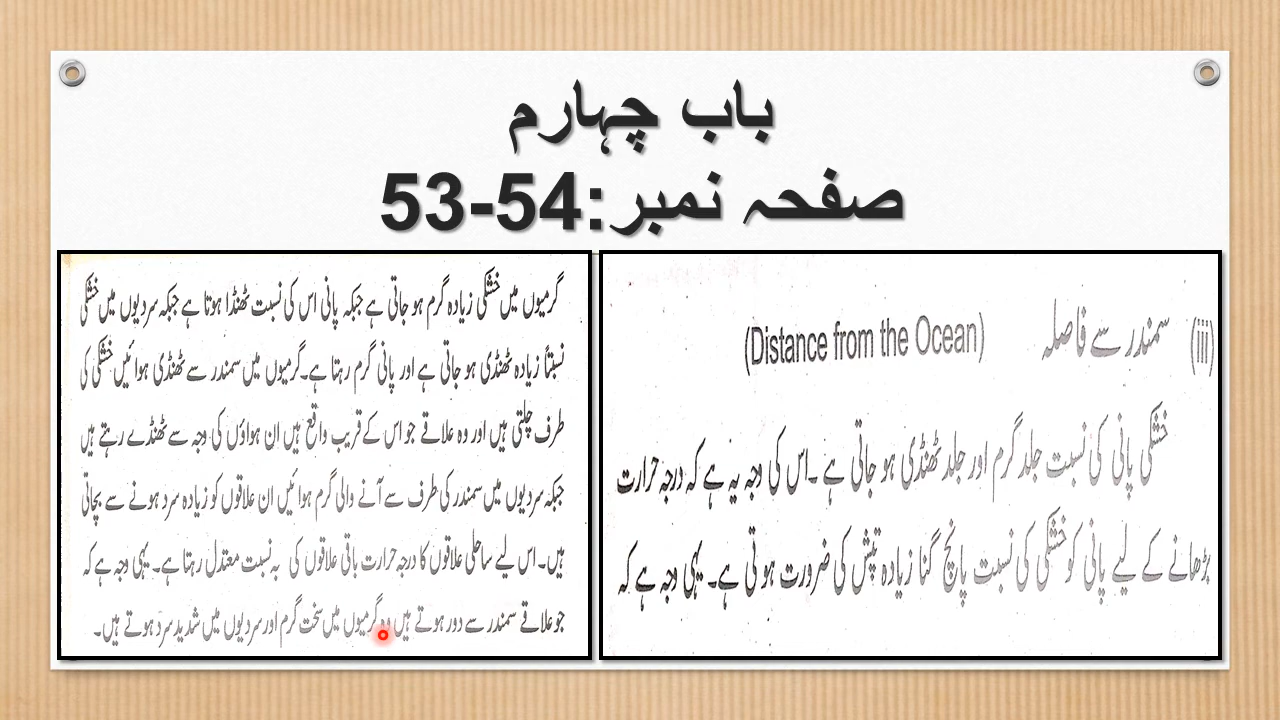 باب چہارم
صفحہ نمبر:54-53
(iii) سمندر سے فاصلہ (Distance from the Ocean)
خشکی پانی کی نسبت جلد گرم اور جلد ٹھنڈی ہو جاتی ہے ۔اس کی وجہ یہ ہے کہ درجہ حرارت
بڑھانے کے لیے پانی کو خشکی کی نسبت پانچ گنا زیادہ تپش کی ضرورت ہوتی ہے۔ یہی وجہ ہے کہ
گرمیوں میں خشکی زیادہ گرم ہو جاتی ہے جبکہ پانی اس کی نسبت ٹھنڈا ہوتا ہے جبکہ سردیوں میں خشکی
نسبتاً زیادہ ٹھنڈی ہو جاتی ہے اور پانی گرم رہتا ہے۔گرمیوں میں سمندر سے ٹھنڈی ہوائیں خشکی کی
طرف چلتی ہیں اور وہ علاقے جو اس کے قریب واقع ہیں ان ہواؤں کی وجہ سے ٹھنڈے رہتے ہیں
جبکہ سردیوں میں سمندر کی طرف سے آنے والی گرم ہوائیں ان علاقوں کو زیادہ سرد ہونے سے بچاتی
ہیں۔اس لیے ساحلی علاقوں کا درجہ حرارت باقی علاقوں کی بہ نسبت معتدل رہتا ہے۔ یہی وجہ ہے کہ
جو علاقے سمندر سے دور ہوتے ہیں وہ گرمیوں میں سخت گرم اور سردیوں میں شدید سرد ہوتے ہیں۔